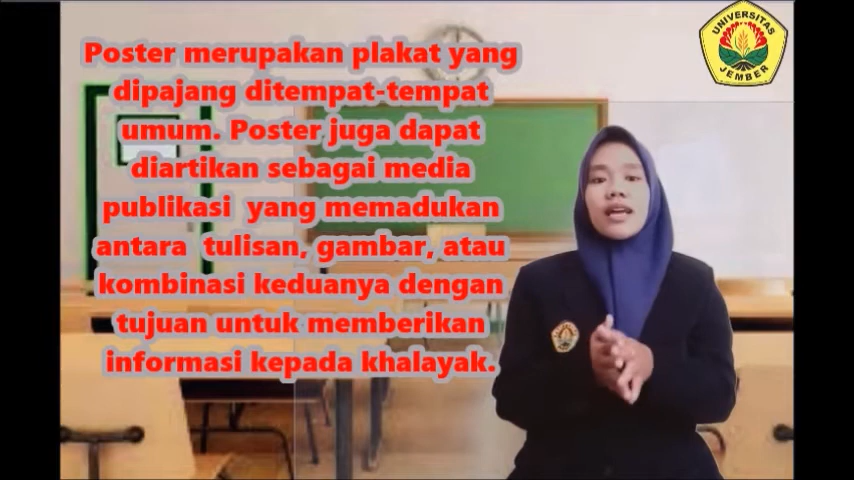 Poster merupakan plakat yang
dipajang ditempat-tempat
umum. Poster juga dapat
diartikan sebagai media
publikasi yang memadukan
antara tulisan, gambar, atau
kombinasi keduanya dengan
tujuan untuk memberikan
informasi kepada khalayak.
UNIVERSITAS
JEMBER